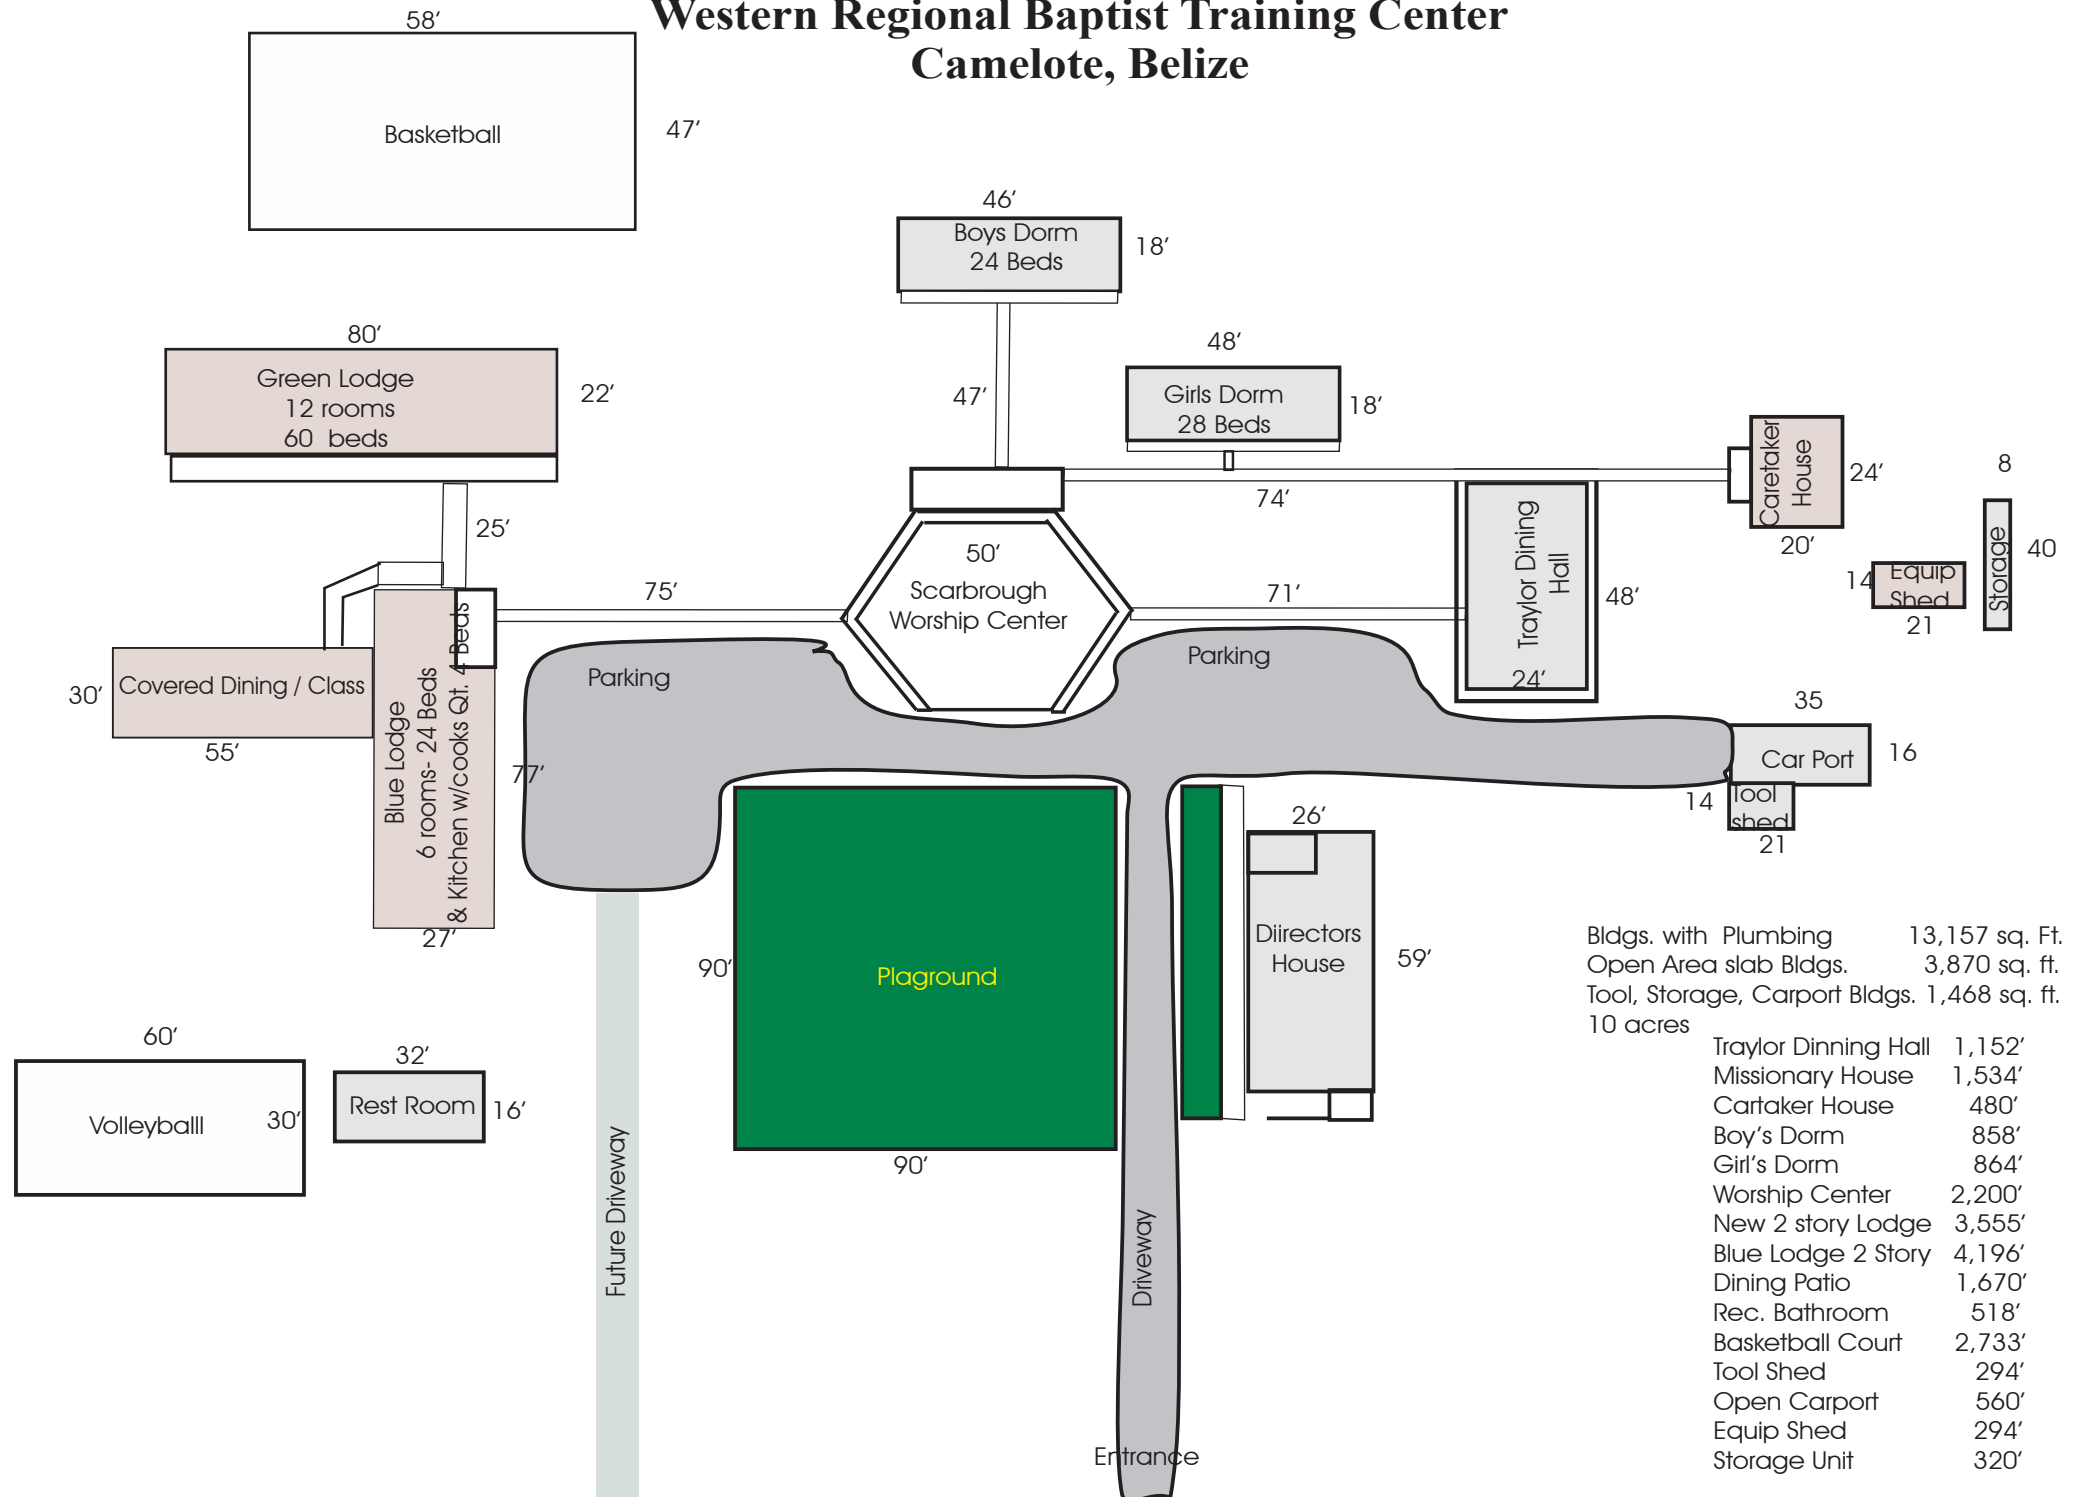 Western Regional Baptist Training Center
Camelote, Belize
58’
Basketball
47’
46’
Boys Dorm
24 Beds
18’
47’
80’
Green Lodge
12 rooms
60 beds
22’
48’
Girls Dorm
28 Beds
18’
74’
Caretaker
House
24’
20’
8
Storage
40
14
Equip
Shed
21
25’
75’
50’
Scarbrough
Worship Center
71’
Traylor Dining
Hall
48’
24’
30’
Covered Dining / Class
55’
Blue Lodge
6 rooms- 24 Beds
& Kitchen w/cooks Qt. 4 Beds
77’
27’
Parking
Parking
35
Car Port
16
14
Tool
shed
21
26’
Diirectors
House
59’
90’
Plaground
90’
60’
Volleyballl
30’
32’
Rest Room
16’
Future Driveway
Driveway
Entrance
Bldgs. with Plumbing 13,157 sq. Ft.
Open Area slab Bldgs. 3,870 sq. ft.
Tool, Storage, Carport Bldgs. 1,468 sq. ft.
10 acres
Traylor Dinning Hall 1,152’
Missionary House 1,534’
Cartaker House 480’
Boy’s Dorm 858’
Girl’s Dorm 864’
Worship Center 2,200’
New 2 story Lodge 3,555’
Blue Lodge 2 Story 4,196’
Dining Patio 1,670’
Rec. Bathroom 518’
Basketball Court 2,733’
Tool Shed 294’
Open Carport 560’
Equip Shed 294’
Storage Unit 320’